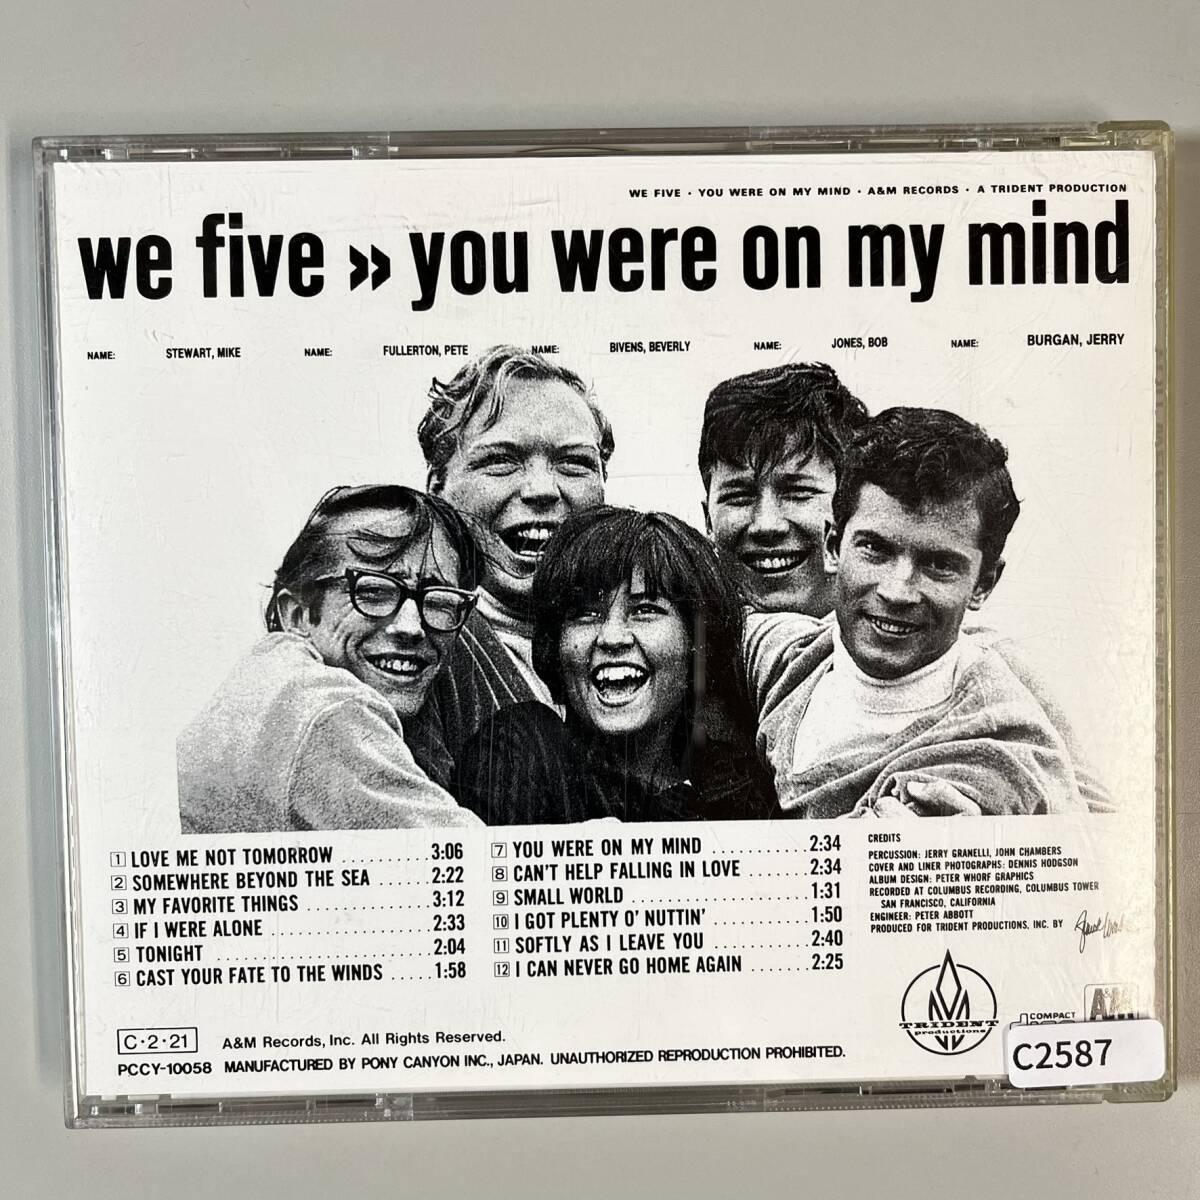 WE FIVE · YOU WERE ON MY MIND · A&M RECORDS · A TRIDENT PRODUCTION
we five » you were on my mind
NAME: STEWART, MIKE NAME: FULLERTON, PETE NAME: BIVENS, BEVERLY NAME: JONES, BOB NAME: BURGAN, JERRY
1 LOVE ME NOT TOMORROW ..........3:06
2 SOMEWHERE BEYOND THE SEA ......2:22
3 MY FAVORITE THINGS ..............3:12
4 IF I WERE ALONE ..................2:33
5 TONIGHT ........................2:04
6 CAST YOUR FATE TO THE WINDS .....1:58
7 YOU WERE ON MY MIND ...........2:34
8 CAN'T HELP FALLING IN LOVE .......2:34
9 SMALL WORLD ....................1:31
10 I GOT PLENTY O' NUTTIN' ...........1:50
11 SOFTLY AS I LEAVE YOU ...........2:40
12 I CAN NEVER GO HOME AGAIN .......2:25
CREDITS
PERCUSSION: JERRY GRANELLI, JOHN CHAMBERS
COVER AND LINER PHOTOGRAPHS: DENNIS HODGSON
ALBUM DESIGN: PETER WHORF GRAPHICS
RECORDED AT COLUMBUS RECORDING, COLUMBUS TOWER
SAN FRANCISCO, CALIFORNIA
ENGINEER: PETER ABBOTT
PRODUCED FOR TRIDENT PRODUCTIONS, INC. BY
TRIDENT
productions
COMPACT
A&M
C2587
C·2·21 A&M Records, Inc. All Rights Reserved.
PCCY-10058 MANUFACTURED BY PONY CANYON INC., JAPAN. UNAUTHORIZED REPRODUCTION PROHIBITED.